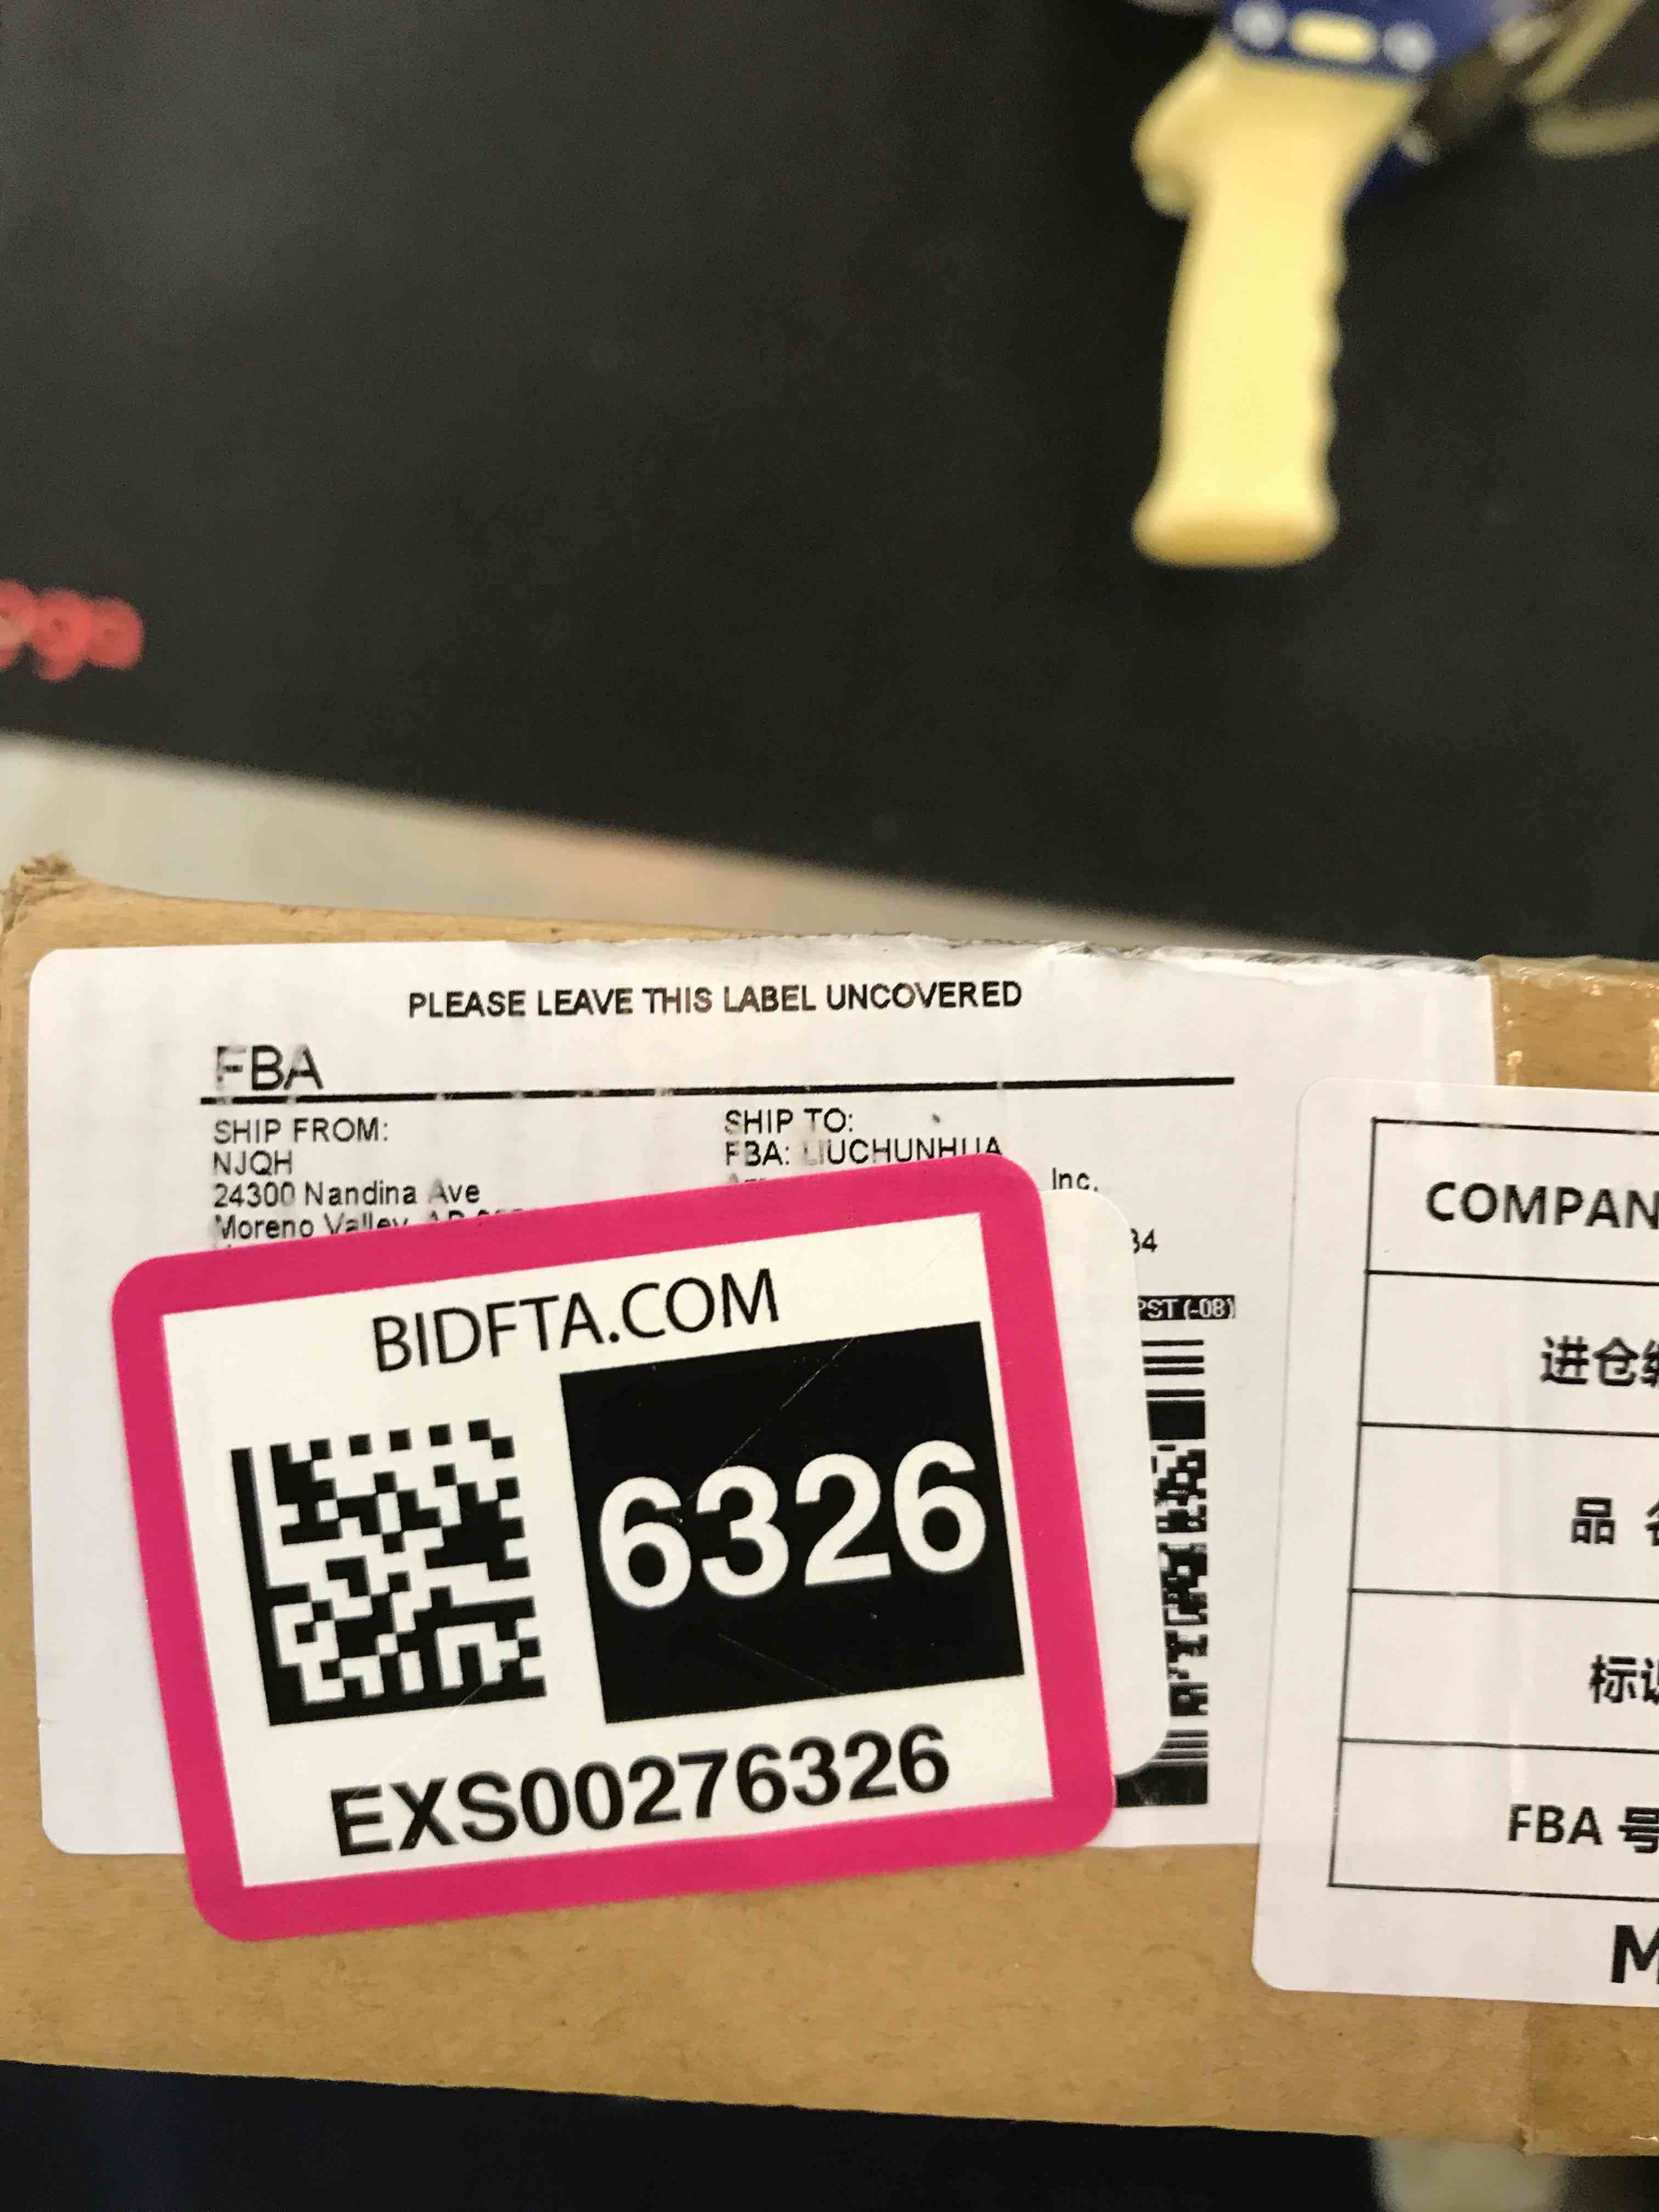 PLEASE LEAVE THIS LABEL UNCOVERED
FBA
SHIP FROM:
NJQH
24300 Nandina Ave
Moreno Valley
SHIP TO:
FBA: LIUCHUNHUA
Inc.
34
PST (-08)
BIDFTA.COM
6326
EXS00276326
COMPAN
进仓
品
标
FBA 号
M